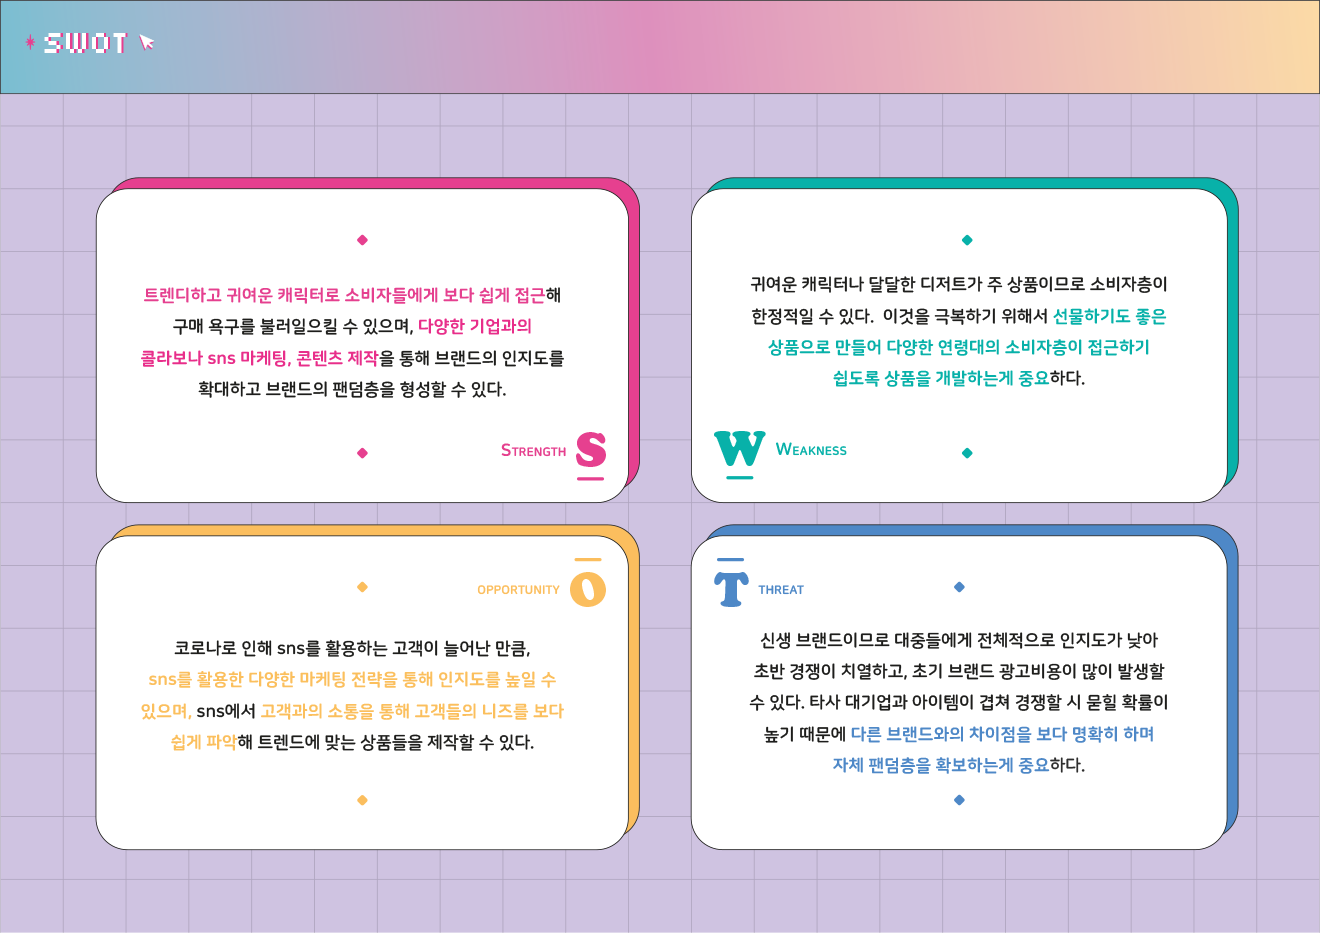 SWOT
트렌디하고 귀여운 캐릭터로 소비자들에게 보다 쉽게 접근해
구매 욕구를 불러일으킬 수 있으며, 다양한 기업과의
콜라보나 sns 마케팅, 콘텐츠 제작을 통해 브랜드의 인지도를
확대하고 브랜드의 팬덤층을 형성할 수 있다.
STRENGTH S
귀여운 캐릭터나 달달한 디저트가 주 상품이므로 소비자층이
한정적일 수 있다. 이것을 극복하기 위해서 선물하기도 좋은
상품으로 만들어 다양한 연령대의 소비자층이 접근하기
쉽도록 상품을 개발하는게 중요하다.
W WEAKNESS
OPPORTUNITY O
코로나로 인해 sns를 활용하는 고객이 늘어난 만큼,
sns를 활용한 다양한 마케팅 전략을 통해 인지도를 높일 수
있으며, sns에서 고객과의 소통을 통해 고객들의 니즈를 보다
쉽게 파악해 트렌드에 맞는 상품들을 제작할 수 있다.
T THREAT
신생 브랜드이므로 대중들에게 전체적으로 인지도가 낮아
초반 경쟁이 치열하고, 초기 브랜드 광고비용이 많이 발생할
수 있다. 타사 대기업과 아이템이 겹쳐 경쟁할 시 묻힐 확률이
높기 때문에 다른 브랜드와의 차이점을 보다 명확히 하며
자체 팬덤층을 확보하는게 중요하다.